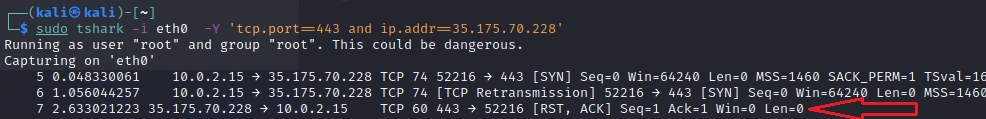 ┌──(kali㉿kali)-[~]
└─$ sudo tshark -i eth0  -Y 'tcp.port==443 and ip.addr==35.175.70.228'
Running as user "root" and group "root". This could be dangerous.
Capturing on 'eth0'
    5 0.048330061    10.0.2.15 → 35.175.70.228 TCP 74 52216 → 443 [SYN] Seq=0 Win=64240 Len=0 MSS=1460 SACK_PERM=1 TSval=16
    6 1.056044257    10.0.2.15 → 35.175.70.228 TCP 74 [TCP Retransmission] 52216 → 443 [SYN] Seq=0 Win=64240 Len=0 MSS=1460
    7 2.633021223 35.175.70.228 → 10.0.2.15    TCP 60 443 → 52216 [RST, ACK] Seq=1 Ack=1 Win=0 Len=0